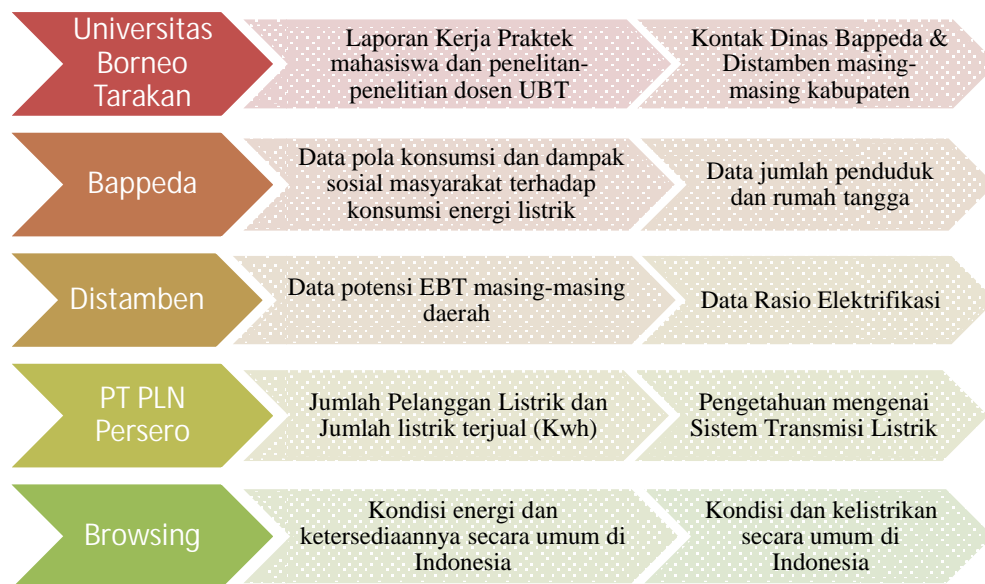 Universitas
Borneo
Tarakan
Laporan Kerja Praktek
mahasiswa dan penelitan-
penelitian dosen UBT
Kontak Dinas Bappeda &
Distamben masing-
masing kabupaten
Bappeda
Data pola konsumsi dan dampak
sosial masyarakat terhadap
konsumsi energi listrik
Data jumlah penduduk
dan rumah tangga
Distamben
Data potensi EBT masing-masing
daerah
Data Rasio Elektrifikasi
PT PLN
Persero
Jumlah Pelanggan Listrik dan
Jumlah listrik terjual (Kwh)
Pengetahuan mengenai
Sistem Transmisi Listrik
Browsing
Kondisi energi dan
ketersediaannya secara umum di
Indonesia
Kondisi dan kelistrikan
secara umum di
Indonesia